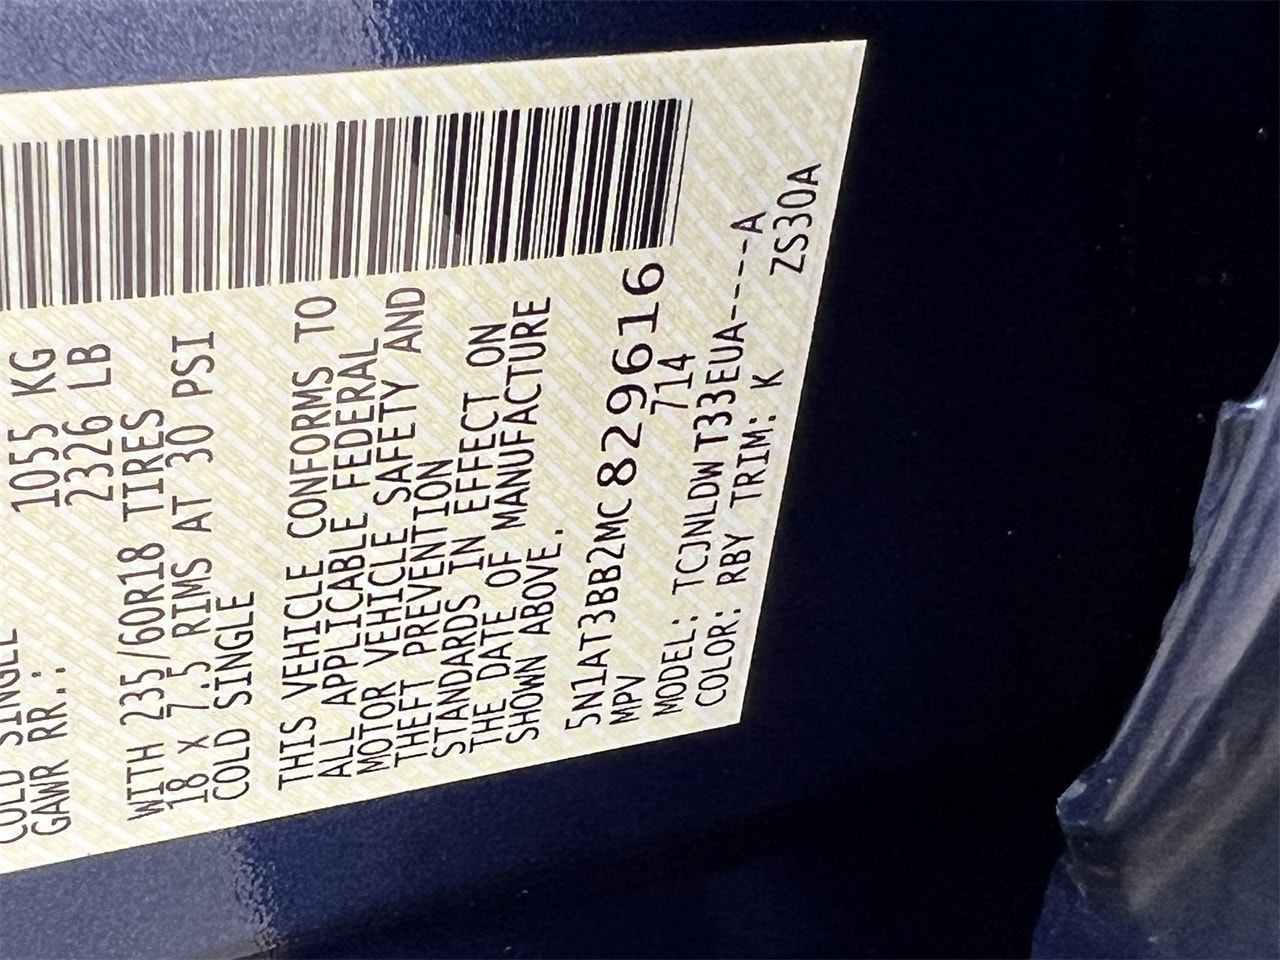 COLD SINGLE
GAWR RR.: 1055 KG
2326 LB
WITH 235/60R18 TIRES
18 X 7.5 RIMS AT 30 PSI
COLD SINGLE
THIS VEHICLE CONFORMS TO
ALL APPLICABLE FEDERAL
MOTOR VEHICLE SAFETY AND
THEFT PREVENTION
STANDARDS IN EFFECT ON
THE DATE OF MANUFACTURE
SHOWN ABOVE.
5N1AT3BB2MC829616
MPV 714
MODEL: TCJNLDWT33EUA----A
COLOR: RBY TRIM: K ZS30A